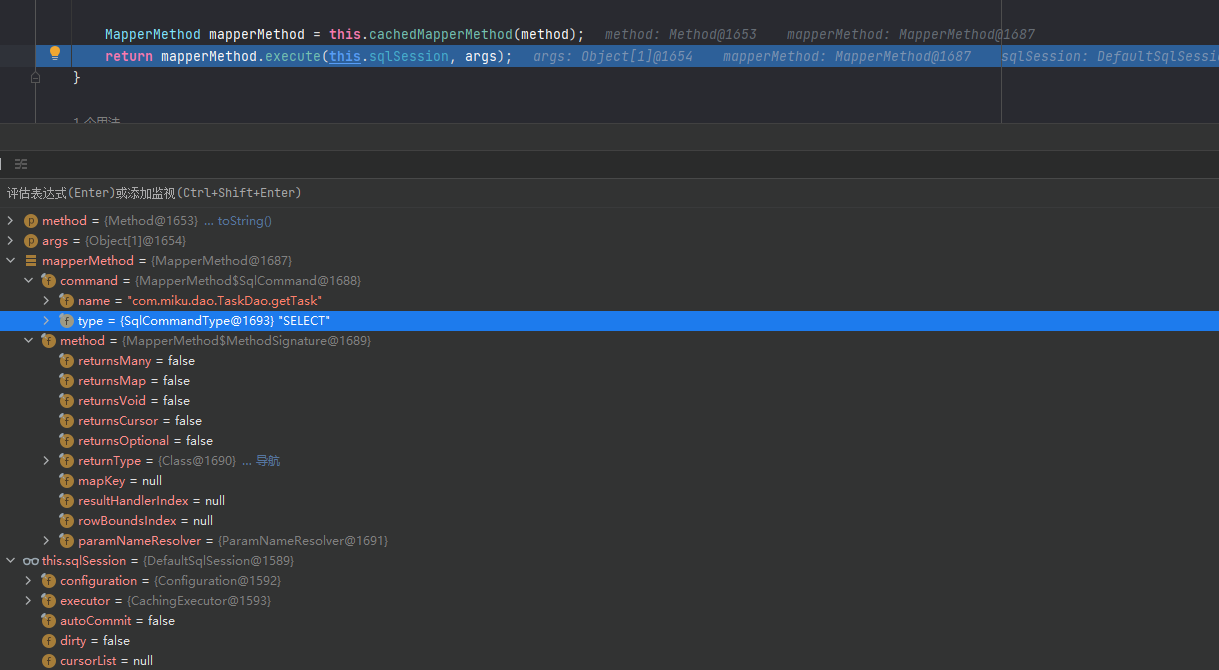 MapperMethod mapperMethod = this.cachedMapperMethod(method); method: Method@1653 mapperMethod: MapperMethod@1687
return mapperMethod.execute(this.sqlSession, args); args: Object[1]@1654 mapperMethod: MapperMethod@1687 sqlSession: DefaultSqlSessi
}
1 个用法
评估表达式(Enter)或添加监视(Ctrl+Shift+Enter)
method = {Method@1653} ... toString()
args = {Object[1]@1654}
mapperMethod = {MapperMethod@1687}
command = {MapperMethod$SqlCommand@1688}
name = "com.miku.dao.TaskDao.getTask"
type = {SqlCommandType@1693} "SELECT"
method = {MapperMethod$MethodSignature@1689}
returnsMany = false
returnsMap = false
returnsVoid = false
returnsCursor = false
returnsOptional = false
returnType = {Class@1690} ... 导航
mapKey = null
resultHandlerIndex = null
rowBoundsIndex = null
paramNameResolver = {ParamNameResolver@1691}
this.sqlSession = {DefaultSqlSession@1589}
configuration = {Configuration@1592}
executor = {CachingExecutor@1593}
autoCommit = false
dirty = false
cursorList = null